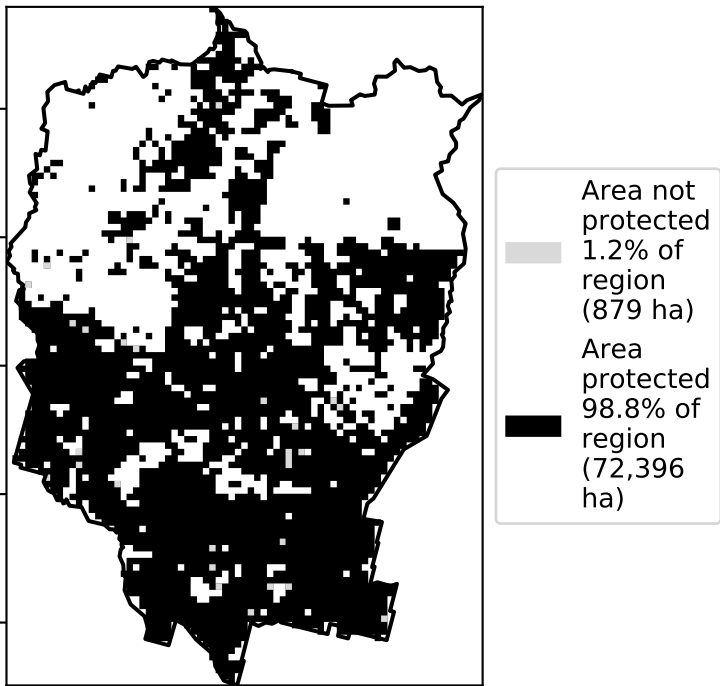 Area not
protected
1.2% of
region
(879 ha)
Area
protected
98.8% of
region
(72,396
ha)